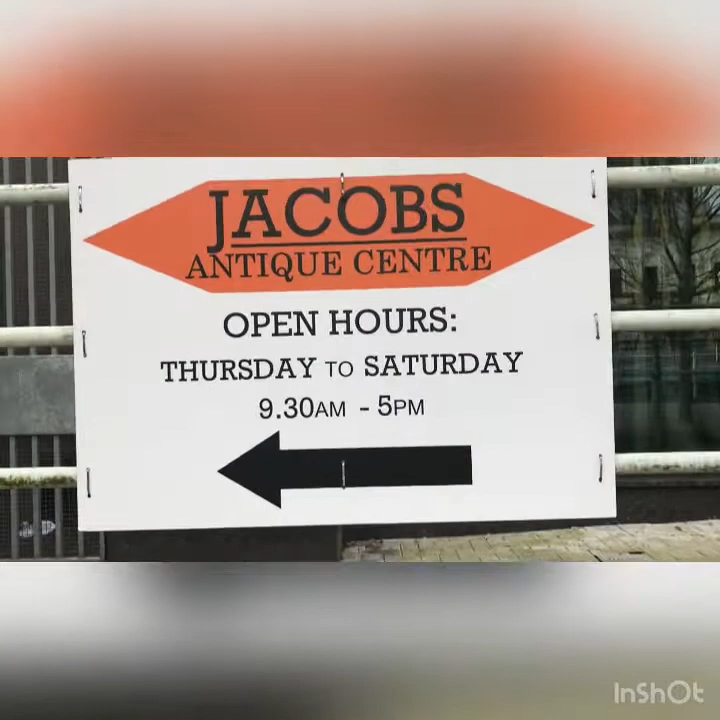 JACOBS
ANTIQUE CENTRE
OPEN HOURS:
THURSDAY TO SATURDAY
9.30AM - 5PM
InShOt